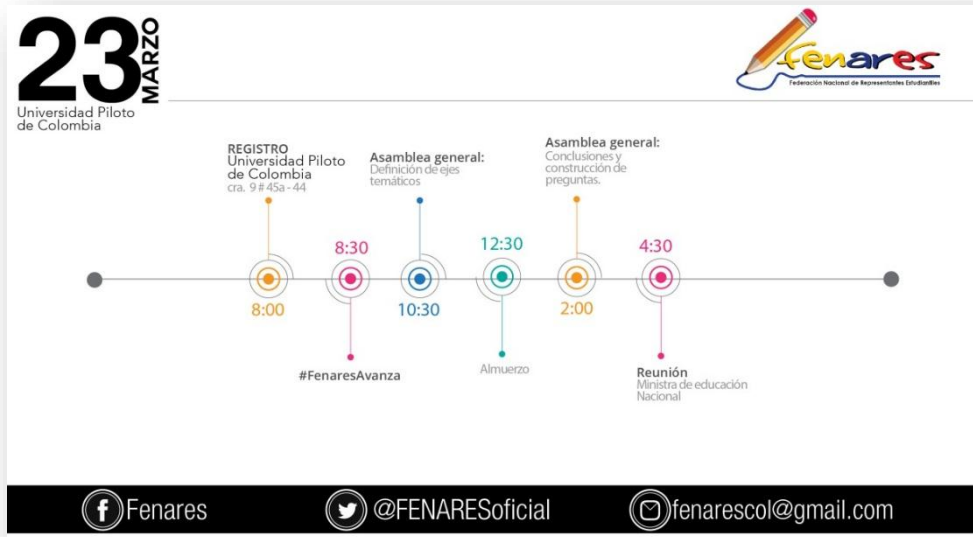 23
MARZO
Universidad Piloto
de Colombia
fenares
Federación Nacional de Representantes Estudiantiles
REGISTRO
Universidad Piloto
de Colombia
cra. 9 # 45a - 44
8:00
8:30
#FenaresAvanza
Asamblea general:
Definición de ejes
temáticos
10:30
12:30
Almuerzo
Asamblea general:
Conclusiones y
construcción de
preguntas.
2:00
4:30
Reunión
Ministra de educación
Nacional
Fenares
@FENARESoficial
fenarescol@gmail.com